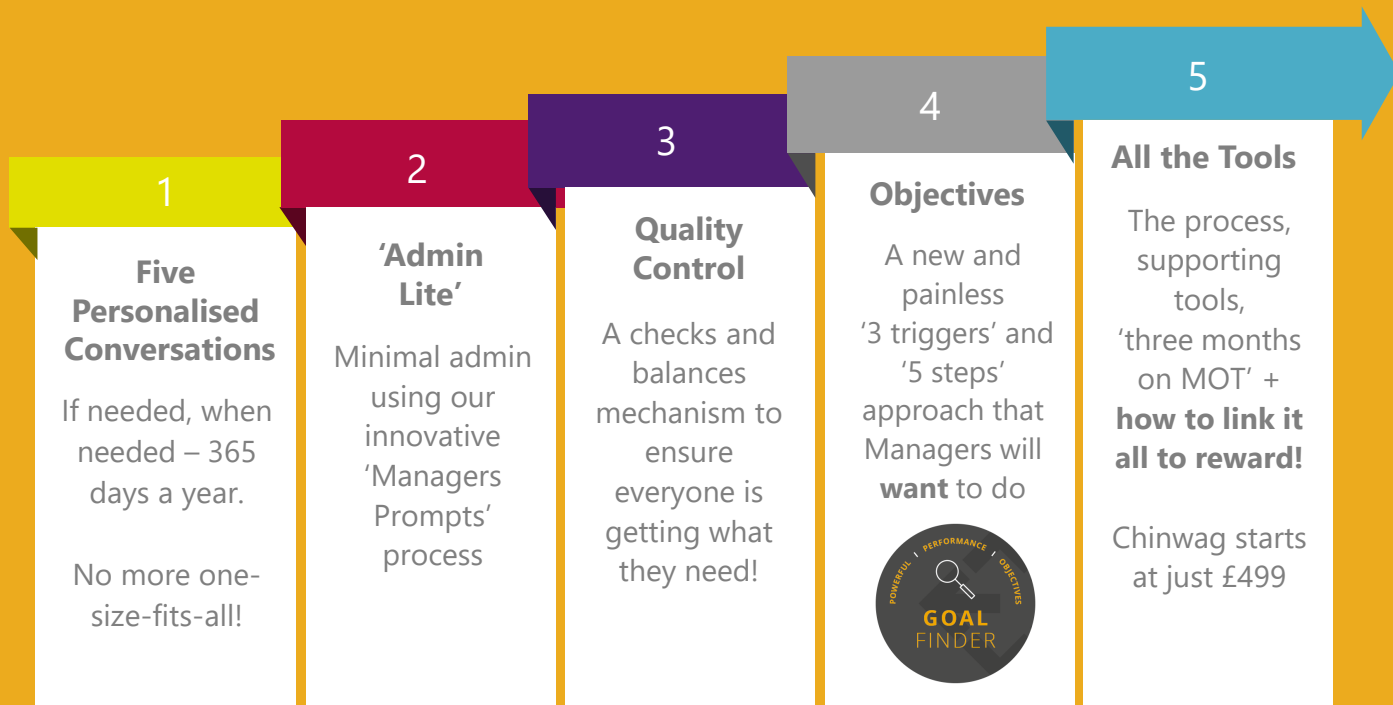 1
Five
Personalised
Conversations
If needed, when
needed – 365
days a year.
No more one-
size-fits-all!
2
‘Admin
Lite’
Minimal admin
using our
innovative
‘Managers
Prompts’
process
3
Quality
Control
A checks and
balances
mechanism to
ensure
everyone is
getting what
they need!
4
Objectives
A new and
painless
‘3 triggers’ and
‘5 steps’
approach that
Managers will
want to do
POWERFUL | PERFORMANCE | OBJECTIVES
GOAL
FINDER
5
All the Tools
The process,
supporting
tools,
‘three months
on MOT’ +
how to link it
all to reward!
Chinwag starts
at just £499